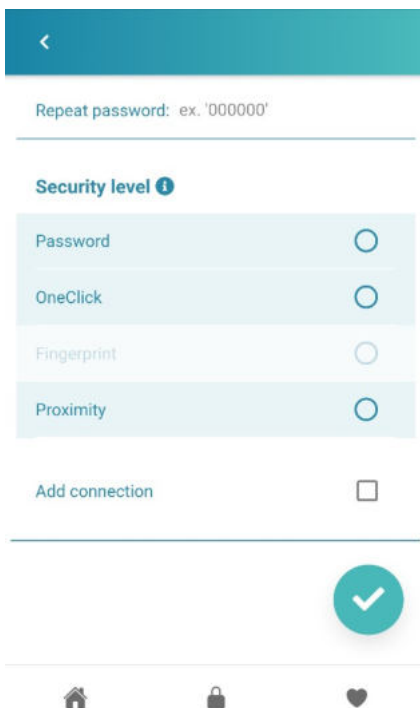 Repeat password: ex. '000000'
Security level
Password
OneClick
Fingerprint
Proximity
Add connection